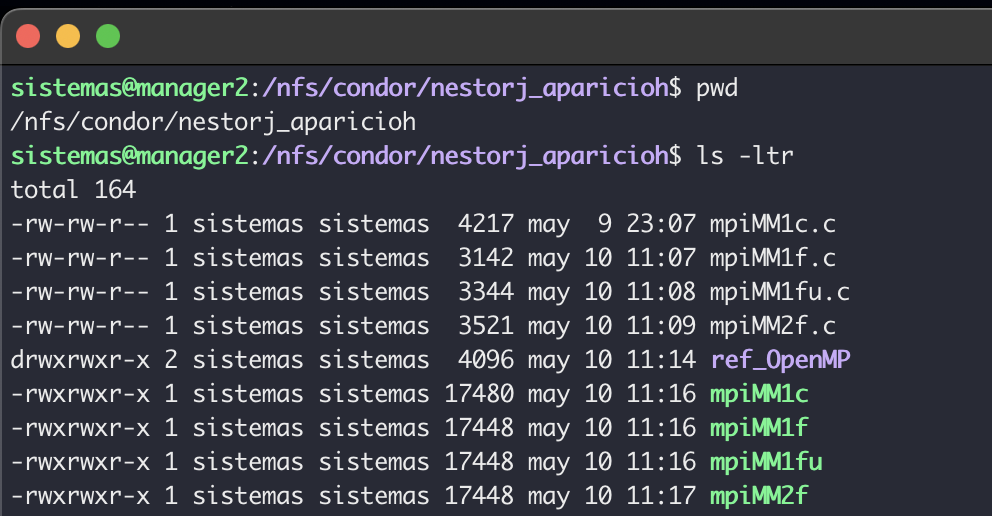 sistemas@manager2:/nfs/condor/nestorj_aparicioh$ pwd
/nfs/condor/nestorj_aparicioh
sistemas@manager2:/nfs/condor/nestorj_aparicioh$ ls -ltr
total 164
-rw-rw-r-- 1 sistemas sistemas  4217 may  9 23:07 mpiMM1c.c
-rw-rw-r-- 1 sistemas sistemas  3142 may 10 11:07 mpiMM1f.c
-rw-rw-r-- 1 sistemas sistemas  3344 may 10 11:08 mpiMM1fu.c
-rw-rw-r-- 1 sistemas sistemas  3521 may 10 11:09 mpiMM2f.c
drwxrwxr-x 2 sistemas sistemas  4096 may 10 11:14 ref_OpenMP
-rwxrwxr-x 1 sistemas sistemas 17480 may 10 11:16 mpiMM1c
-rwxrwxr-x 1 sistemas sistemas 17448 may 10 11:16 mpiMM1f
-rwxrwxr-x 1 sistemas sistemas 17448 may 10 11:16 mpiMM1fu
-rwxrwxr-x 1 sistemas sistemas 17448 may 10 11:17 mpiMM2f